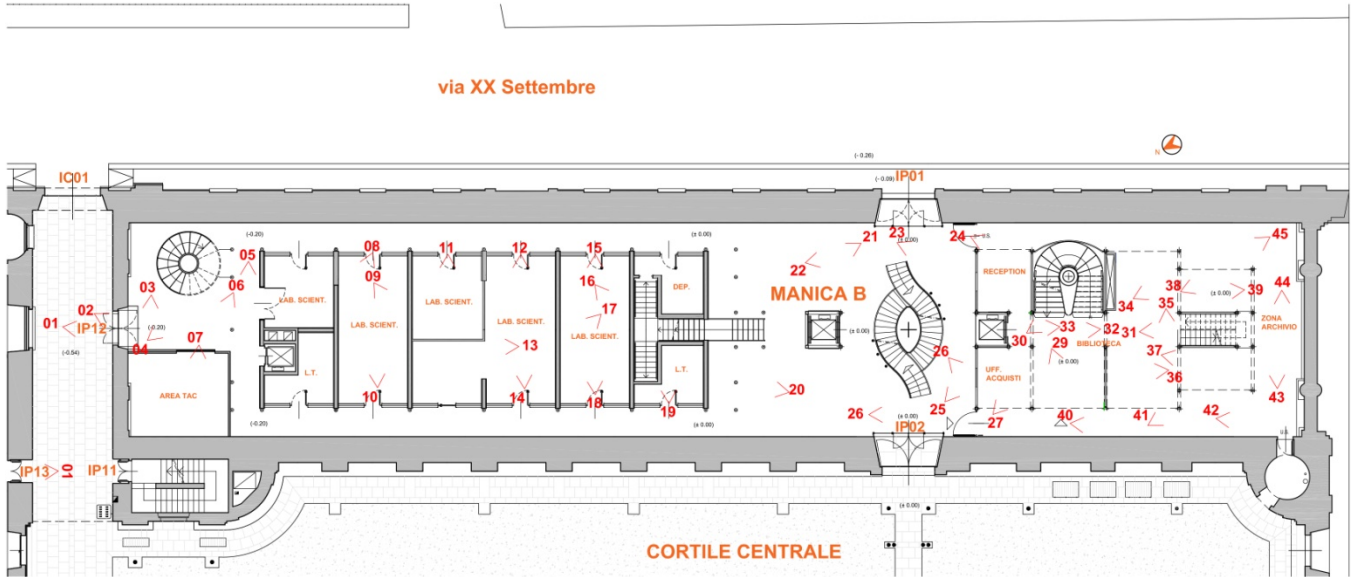 via XX Settembre
N
(- 0.26)
IC01
(- 0.09)
IP01
(-0.20)
(± 0.00)
21
23
(± 0.00)
24
U.S.
45
05
08
11
12
15
22
RECEPTION
03
06
09
16
DEP.
MANICA B
38
(± 0.00)
39
44
LAB. SCIENT.
34
35
02
17
01
IP12
(-0.20)
LAB. SCIENT.
LAB. SCIENT.
LAB. SCIENT.
LAB. SCIENT.
(± 0.00)
30
33
32
31
ZONA
ARCHIVIO
BIBLIOTECA
07
04
13
29
(-0.54)
26
(± 0.00)
37
L.T.
L.T.
UFF.
ACQUISTI
36
AREA TAC
10
14
18
19
20
43
26
25
(± 0.00)
27
40
41
42
(-0.20)
(± 0.00)
IP02
U.S.
IP13
01
IP11
(± 0.00)
CORTILE CENTRALE